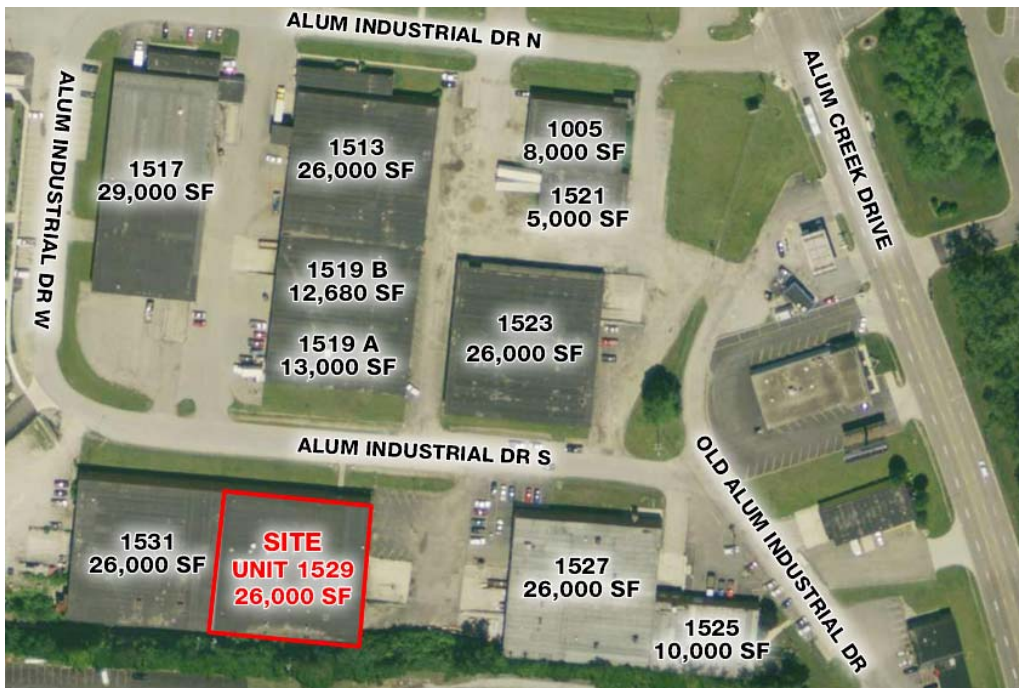 ALUM INDUSTRIAL DR N
ALUM INDUSTRIAL DR W
ALUM CREEK DRIVE
1517
29,000 SF
1513
26,000 SF
1005
8,000 SF
1521
5,000 SF
1519 B
12,680 SF
1519 A
13,000 SF
1523
26,000 SF
ALUM INDUSTRIAL DR S
OLD ALUM INDUSTRIAL DR
1531
26,000 SF
SITE
UNIT 1529
26,000 SF
1527
26,000 SF
1525
10,000 SF